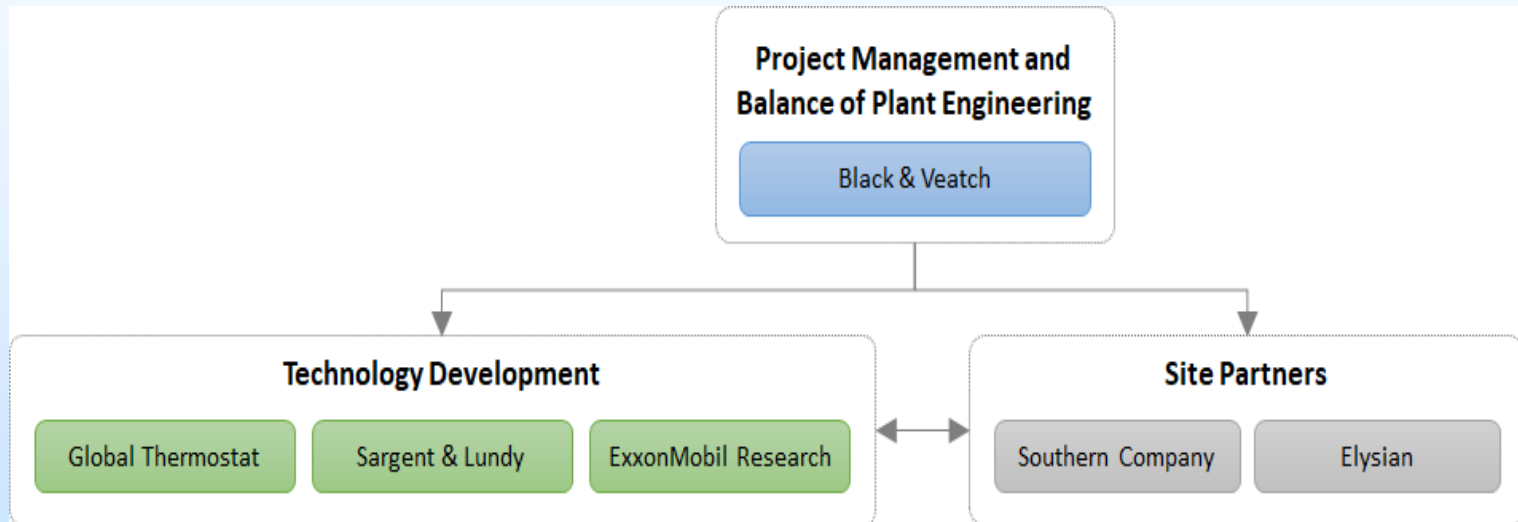 Project Management and
Balance of Plant Engineering
Black & Veatch
Technology Development
Global Thermostat
Sargent & Lundy
ExxonMobil Research
Site Partners
Southern Company
Elysian